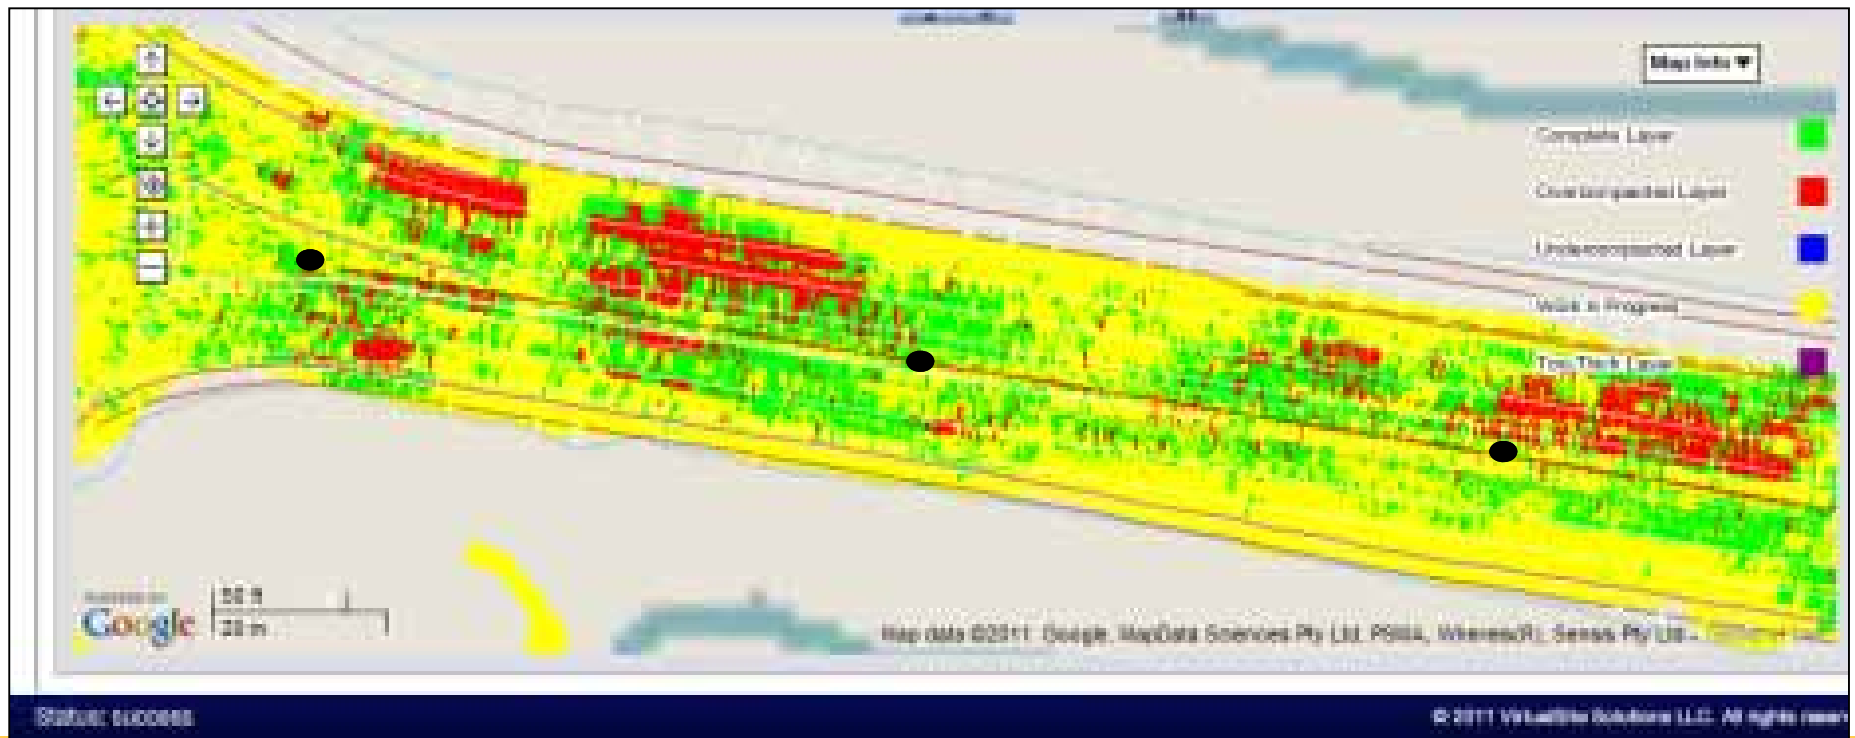 Map Info ▼
Complete Layer
Overcompacted Layer
Undercompacted Layer
Work in Progress
Too Thick Layer
Google
50 ft
20 m
Map data ©2011 Google, MapData Sciences Pty Ltd, PSMA, Whereis(R), Sensis Pty Ltd -
Status: success
© 2011 VirtualSite Solutions LLC. All rights reserv